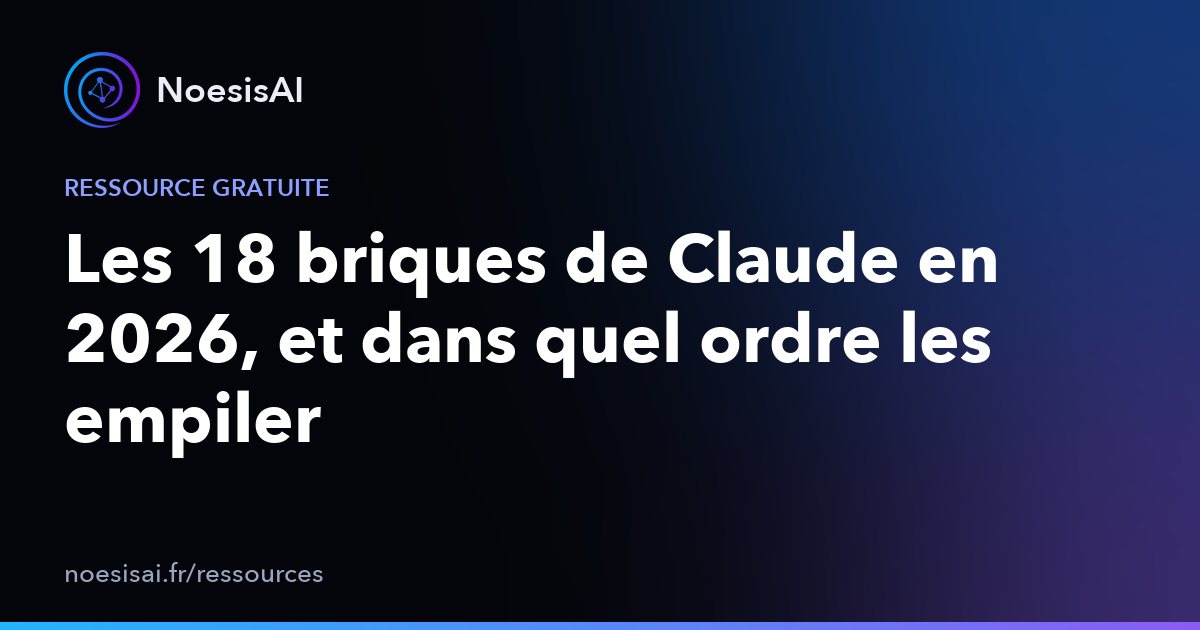 NoesisAI
RESSOURCE GRATUITE
Les 18 briques de Claude en
2026, et dans quel ordre les
empiler
noesisai.fr/ressources